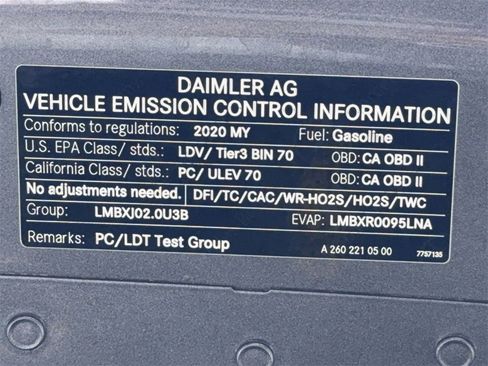 DAIMLER AG
VEHICLE EMISSION CONTROL INFORMATION
Conforms to regulations: 2020 MY Fuel: Gasoline
U.S. EPA Class/ stds.: LDV/ Tier3 BIN 70 OBD: CA OBD II
California Class/ stds.: PC/ ULEV 70 OBD: CA OBD II
No adjustments needed. DFI/TC/CAC/WR-HO2S/HO2S/TWC
Group: LMBXJ02.0U3B EVAP: LMBXR0095LNA
Remarks: PC/LDT Test Group A 260 221 05 00 7757135